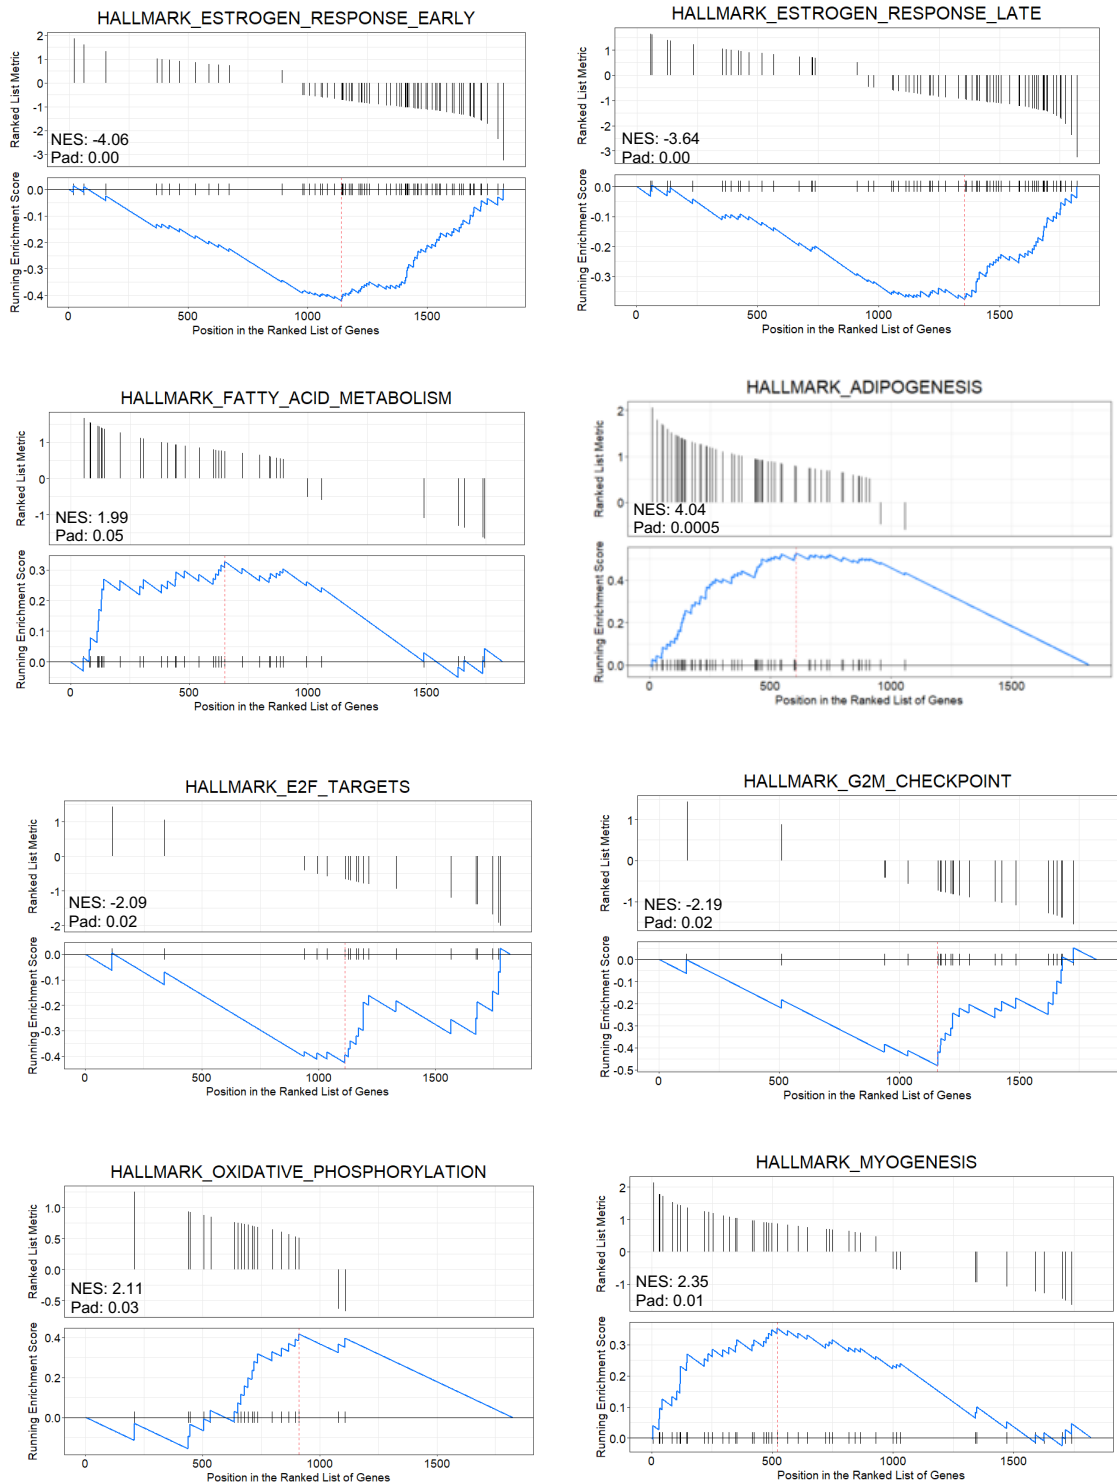 HALLMARK_ESTROGEN_RESPONSE_EARLY
Ranked List Metric
2
1
0
-1
-2
-3
NES: -4.06
Pad: 0.00
Running Enrichment Score
0.0
-0.1
-0.2
-0.3
-0.4
0 500 1000 1500
Position in the Ranked List of Genes
HALLMARK_ESTROGEN_RESPONSE_LATE
Ranked List Metric
1
0
-1
-2
-3
NES: -3.64
Pad: 0.00
Running Enrichment Score
0.0
-0.1
-0.2
-0.3
0 500 1000 1500
Position in the Ranked List of Genes
HALLMARK_FATTY_ACID_METABOLISM
Ranked List Metric
1
0
-1
NES: 1.99
Pad: 0.05
Running Enrichment Score
0.3
0.2
0.1
0.0
0 500 1000 1500
Position in the Ranked List of Genes
HALLMARK_ADIPOGENESIS
Ranked List Metric
2
1
0
NES: 4.04
Pad: 0.0005
Running Enrichment Score
0.4
0.2
0.0
0 500 1000 1500
Position in the Ranked List of Genes
HALLMARK_E2F_TARGETS
Ranked List Metric
1
0
-1
-2
NES: -2.09
Pad: 0.02
Running Enrichment Score
0.0
-0.1
-0.2
-0.3
-0.4
0 500 1000 1500
Position in the Ranked List of Genes
HALLMARK_G2M_CHECKPOINT
Ranked List Metric
1
0
-1
NES: -2.19
Pad: 0.02
Running Enrichment Score
0.0
-0.1
-0.2
-0.3
-0.4
-0.5
0 500 1000 1500
Position in the Ranked List of Genes
HALLMARK_OXIDATIVE_PHOSPHORYLATION
Ranked List Metric
1.0
0.5
0.0
-0.5
NES: 2.11
Pad: 0.03
Running Enrichment Score
0.4
0.2
0.0
0 500 1000 1500
Position in the Ranked List of Genes
HALLMARK_MYOGENESIS
Ranked List Metric
2
1
0
-1
NES: 2.35
Pad: 0.01
Running Enrichment Score
0.3
0.2
0.1
0.0
0 500 1000 1500
Position in the Ranked List of Genes